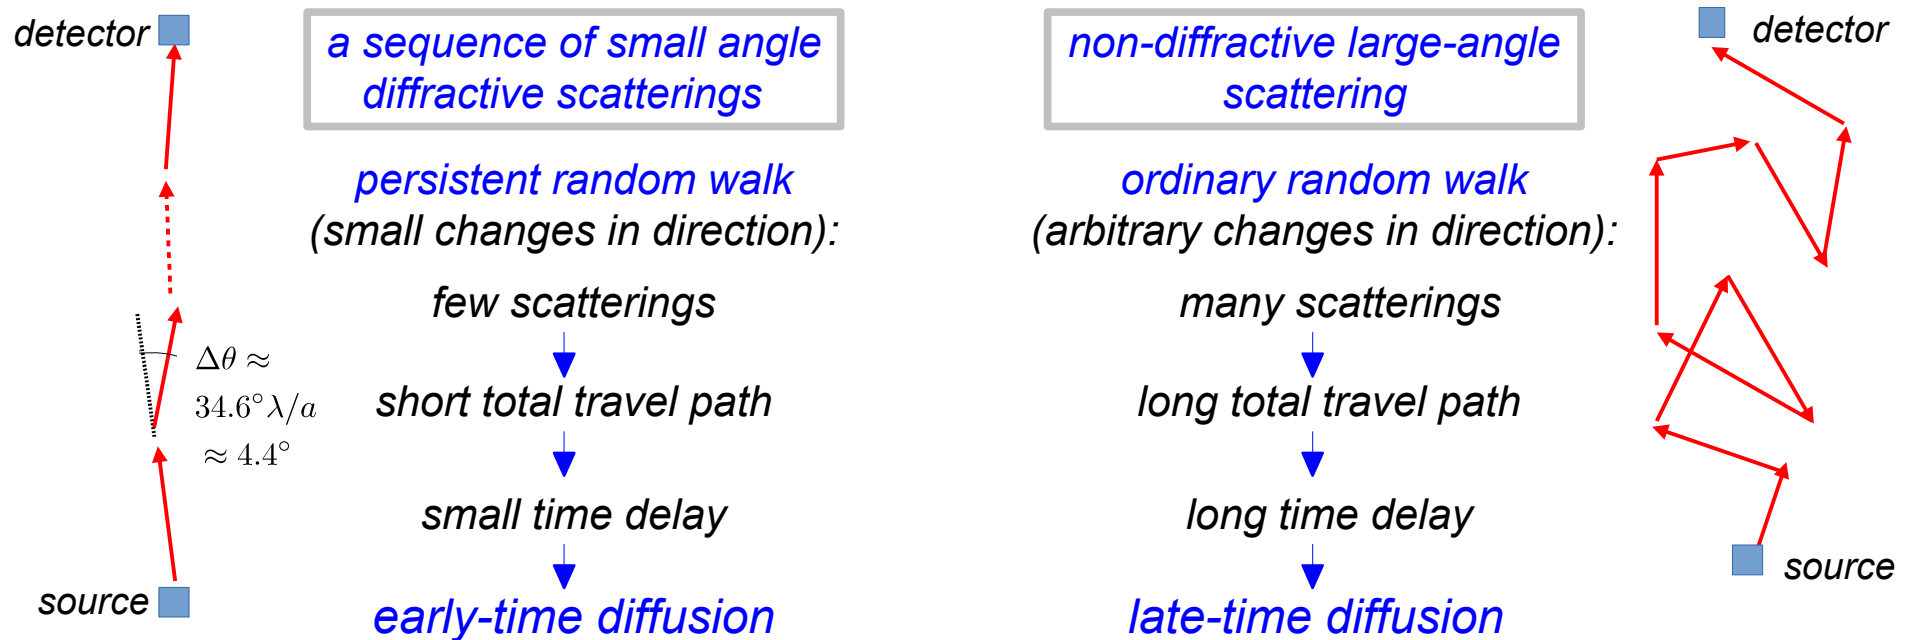 detector
a sequence of small angle
diffractive scatterings
persistent random walk
(small changes in direction):
few scatterings
short total travel path
small time delay
early-time diffusion
Δθ ≈
34.6° λ/a
≈ 4.4°
source
non-diffractive large-angle
scattering
ordinary random walk
(arbitrary changes in direction):
many scatterings
long total travel path
long time delay
late-time diffusion
detector
source